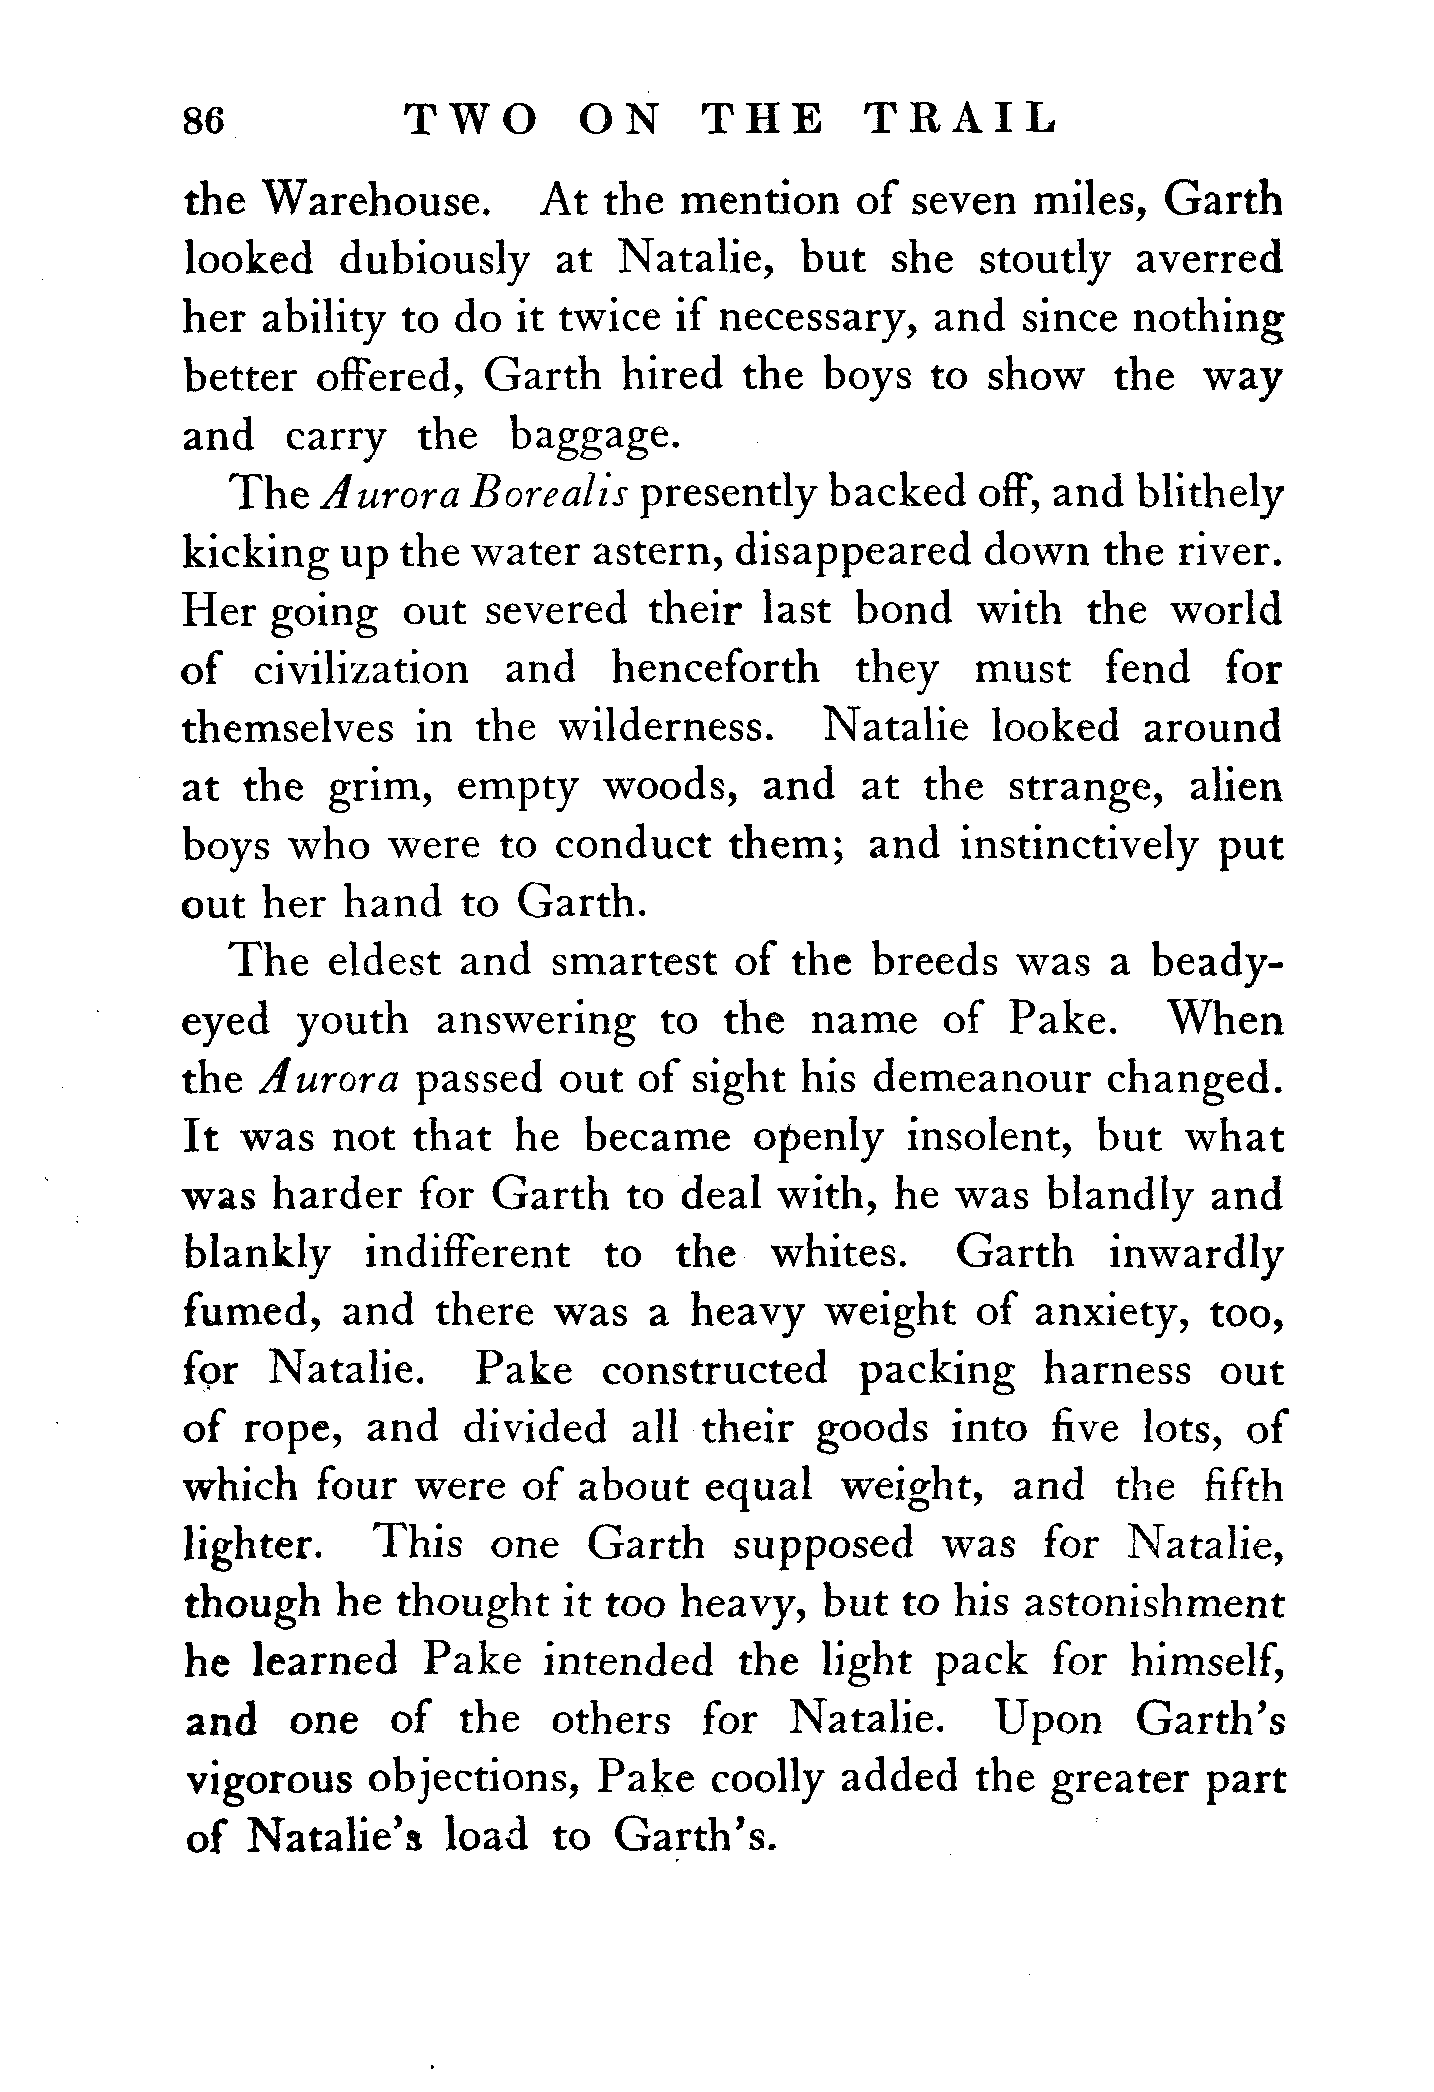 86 TWO ON THE TRAIL
the Warehouse. At the mention of seven miles, Garth
looked dubiously at Natalie, but she stoutly averred
her ability to do it twice if necessary, and since nothing
better offered, Garth hired the boys to show the way
and carry the baggage.
The Aurora Borealis presently backed off, and blithely
kicking up the water astern, disappeared down the river.
Her going out severed their last bond with the world
of civilization and henceforth they must fend for
themselves in the wilderness. Natalie looked around
at the grim, empty woods, and at the strange, alien
boys who were to conduct them; and instinctively put
out her hand to Garth.
The eldest and smartest of the breeds was a beady-
eyed youth answering to the name of Pake. When
the Aurora passed out of sight his demeanour changed.
It was not that he became openly insolent, but what
was harder for Garth to deal with, he was blandly and
blankly indifferent to the whites. Garth inwardly
fumed, and there was a heavy weight of anxiety, too,
for Natalie. Pake constructed packing harness out
of rope, and divided all their goods into five lots, of
which four were of about equal weight, and the fifth
lighter. This one Garth supposed was for Natalie,
though he thought it too heavy, but to his astonishment
he learned Pake intended the light pack for himself,
and one of the others for Natalie. Upon Garth's
vigorous objections, Pake coolly added the greater part
of Natalie's load to Garth's.